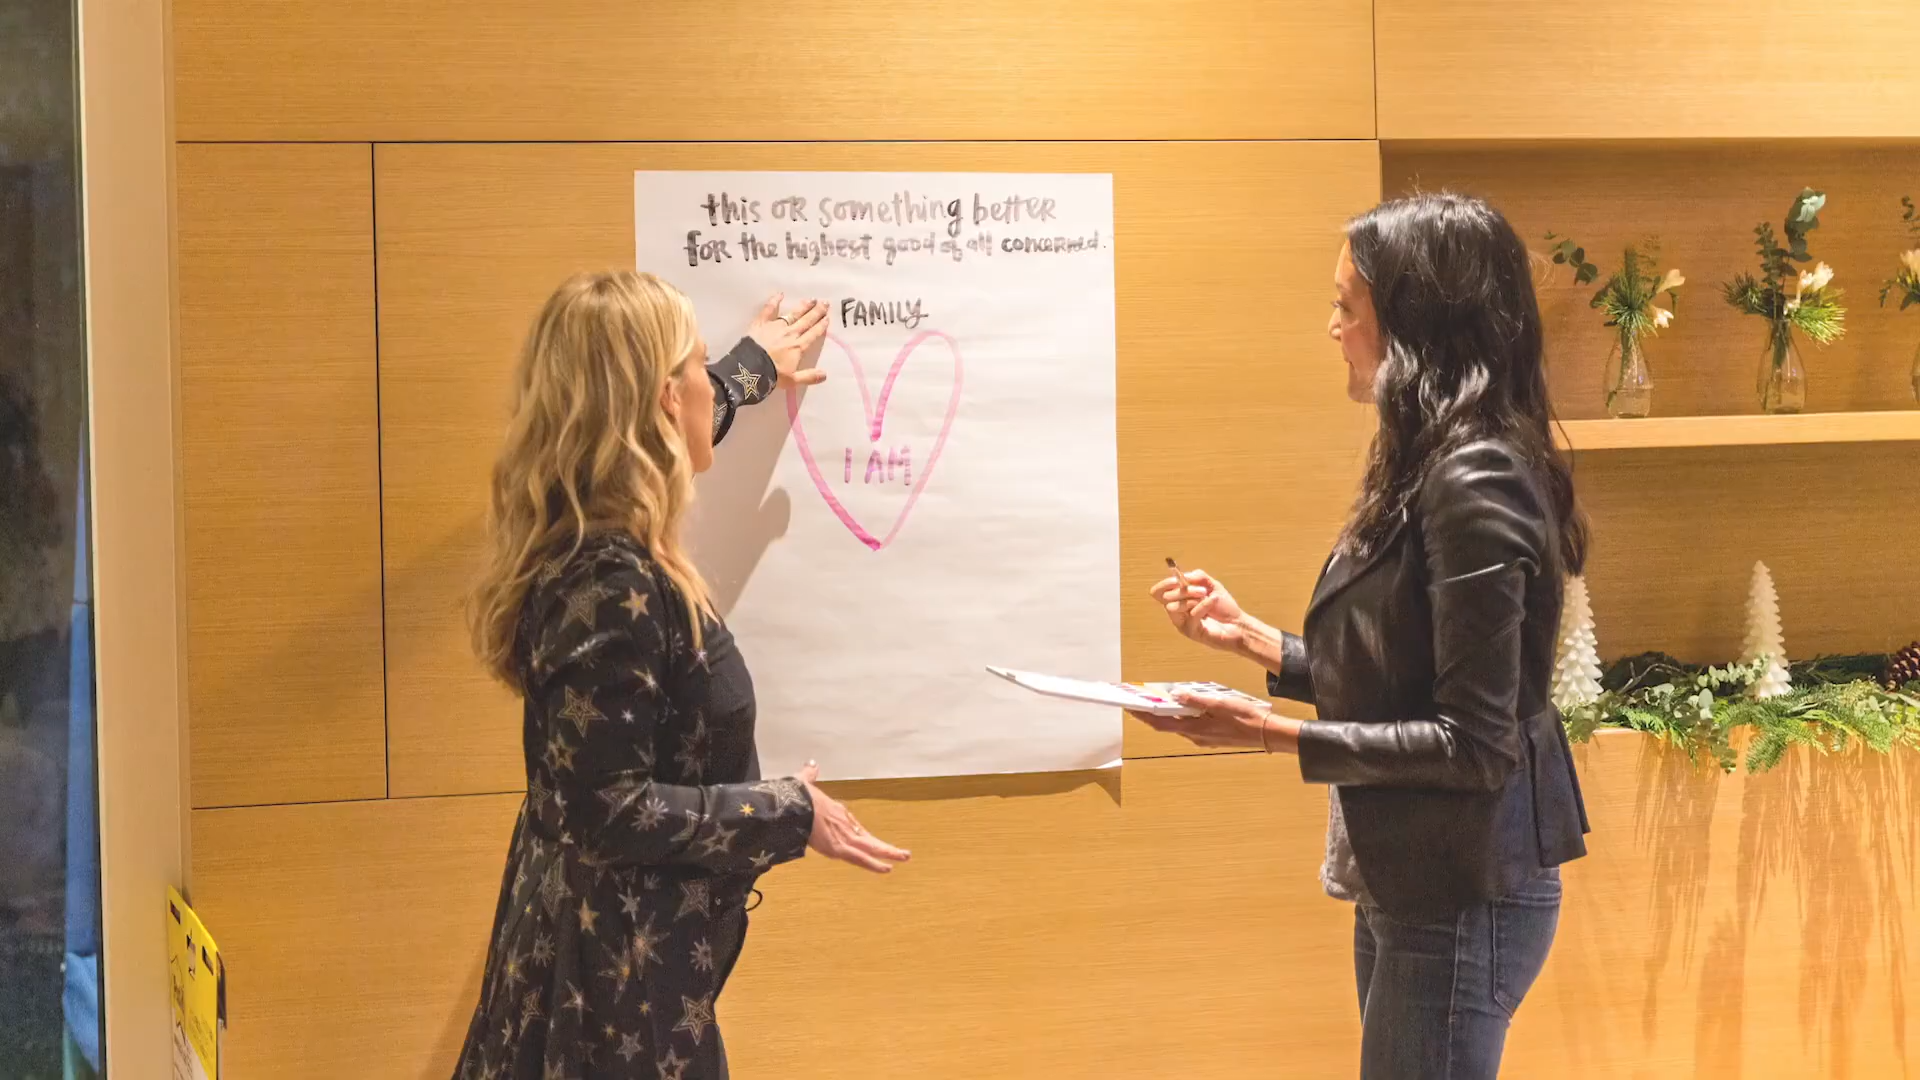 this OR something better
foR the highest good of all concerned.
FAMILY
I AM